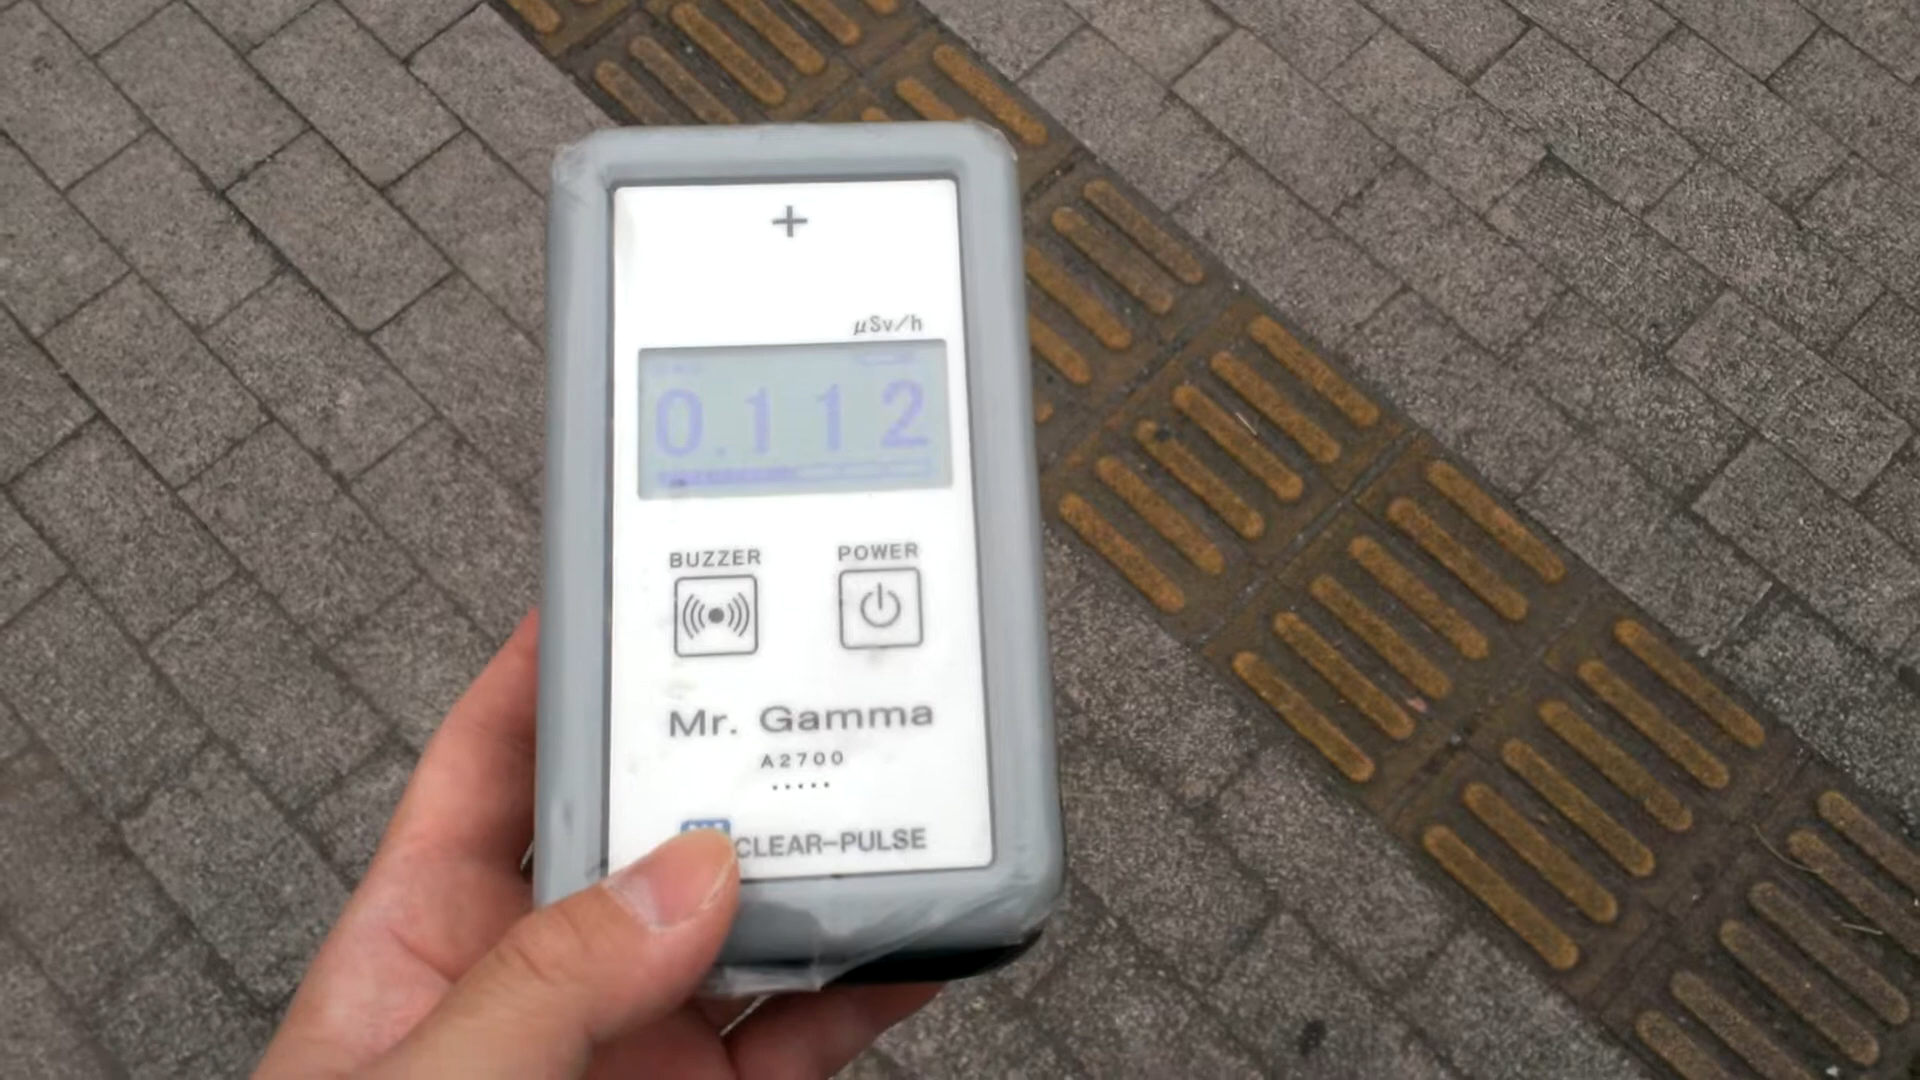 +
μSv/h
0.112
BUZZER POWER
Mr. Gamma
A2700
CLEAR-PULSE